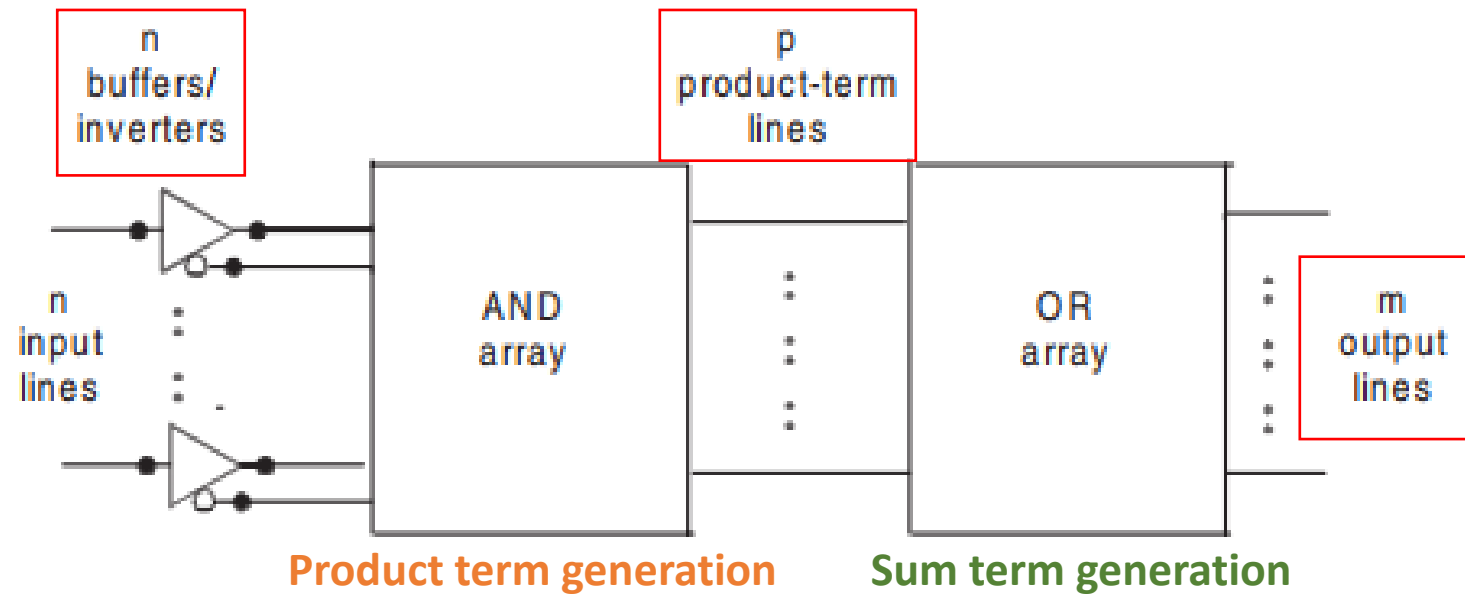 n
buffers/
inverters
p
product-term
lines
n
input
lines
AND
array
OR
array
m
output
lines
Product term generation
Sum term generation